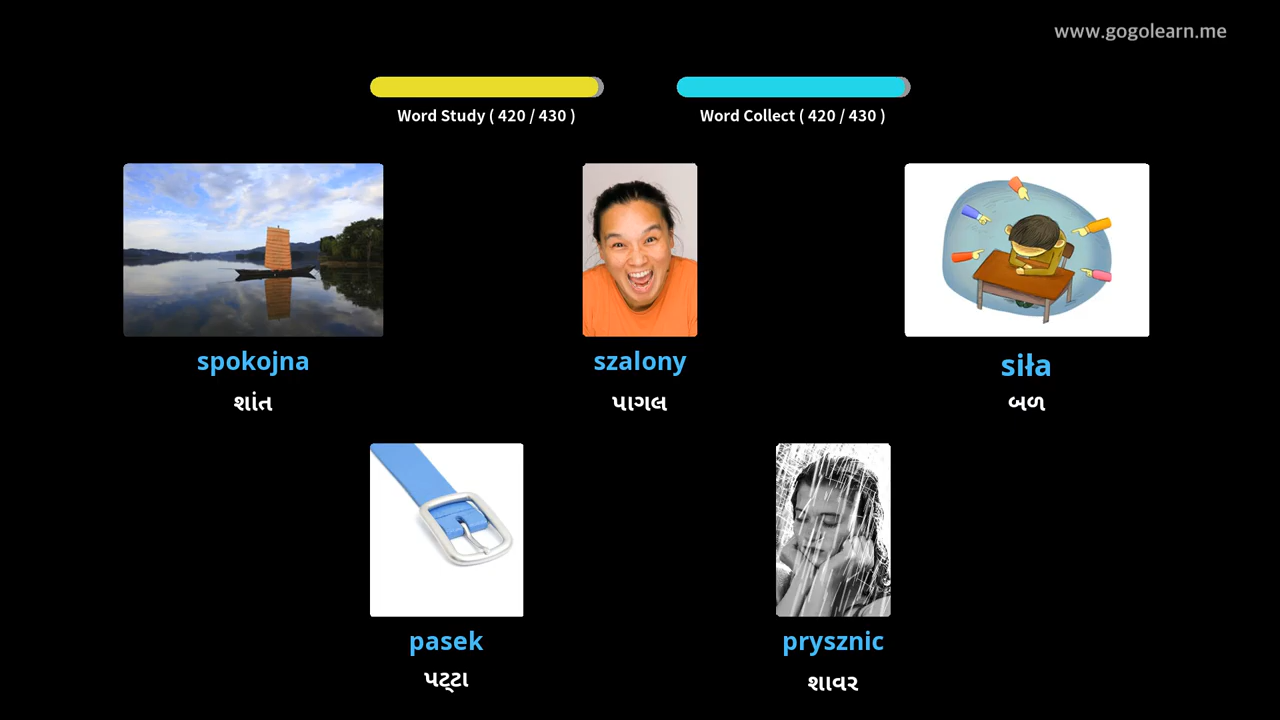 www.gogolearn.me
Word Study ( 420 / 430 )
Word Collect ( 420 / 430 )
spokojna
szalony
siła
શાંત
પાગલ
બળ
pasek
prysznic
પટ્ટા
શાવર